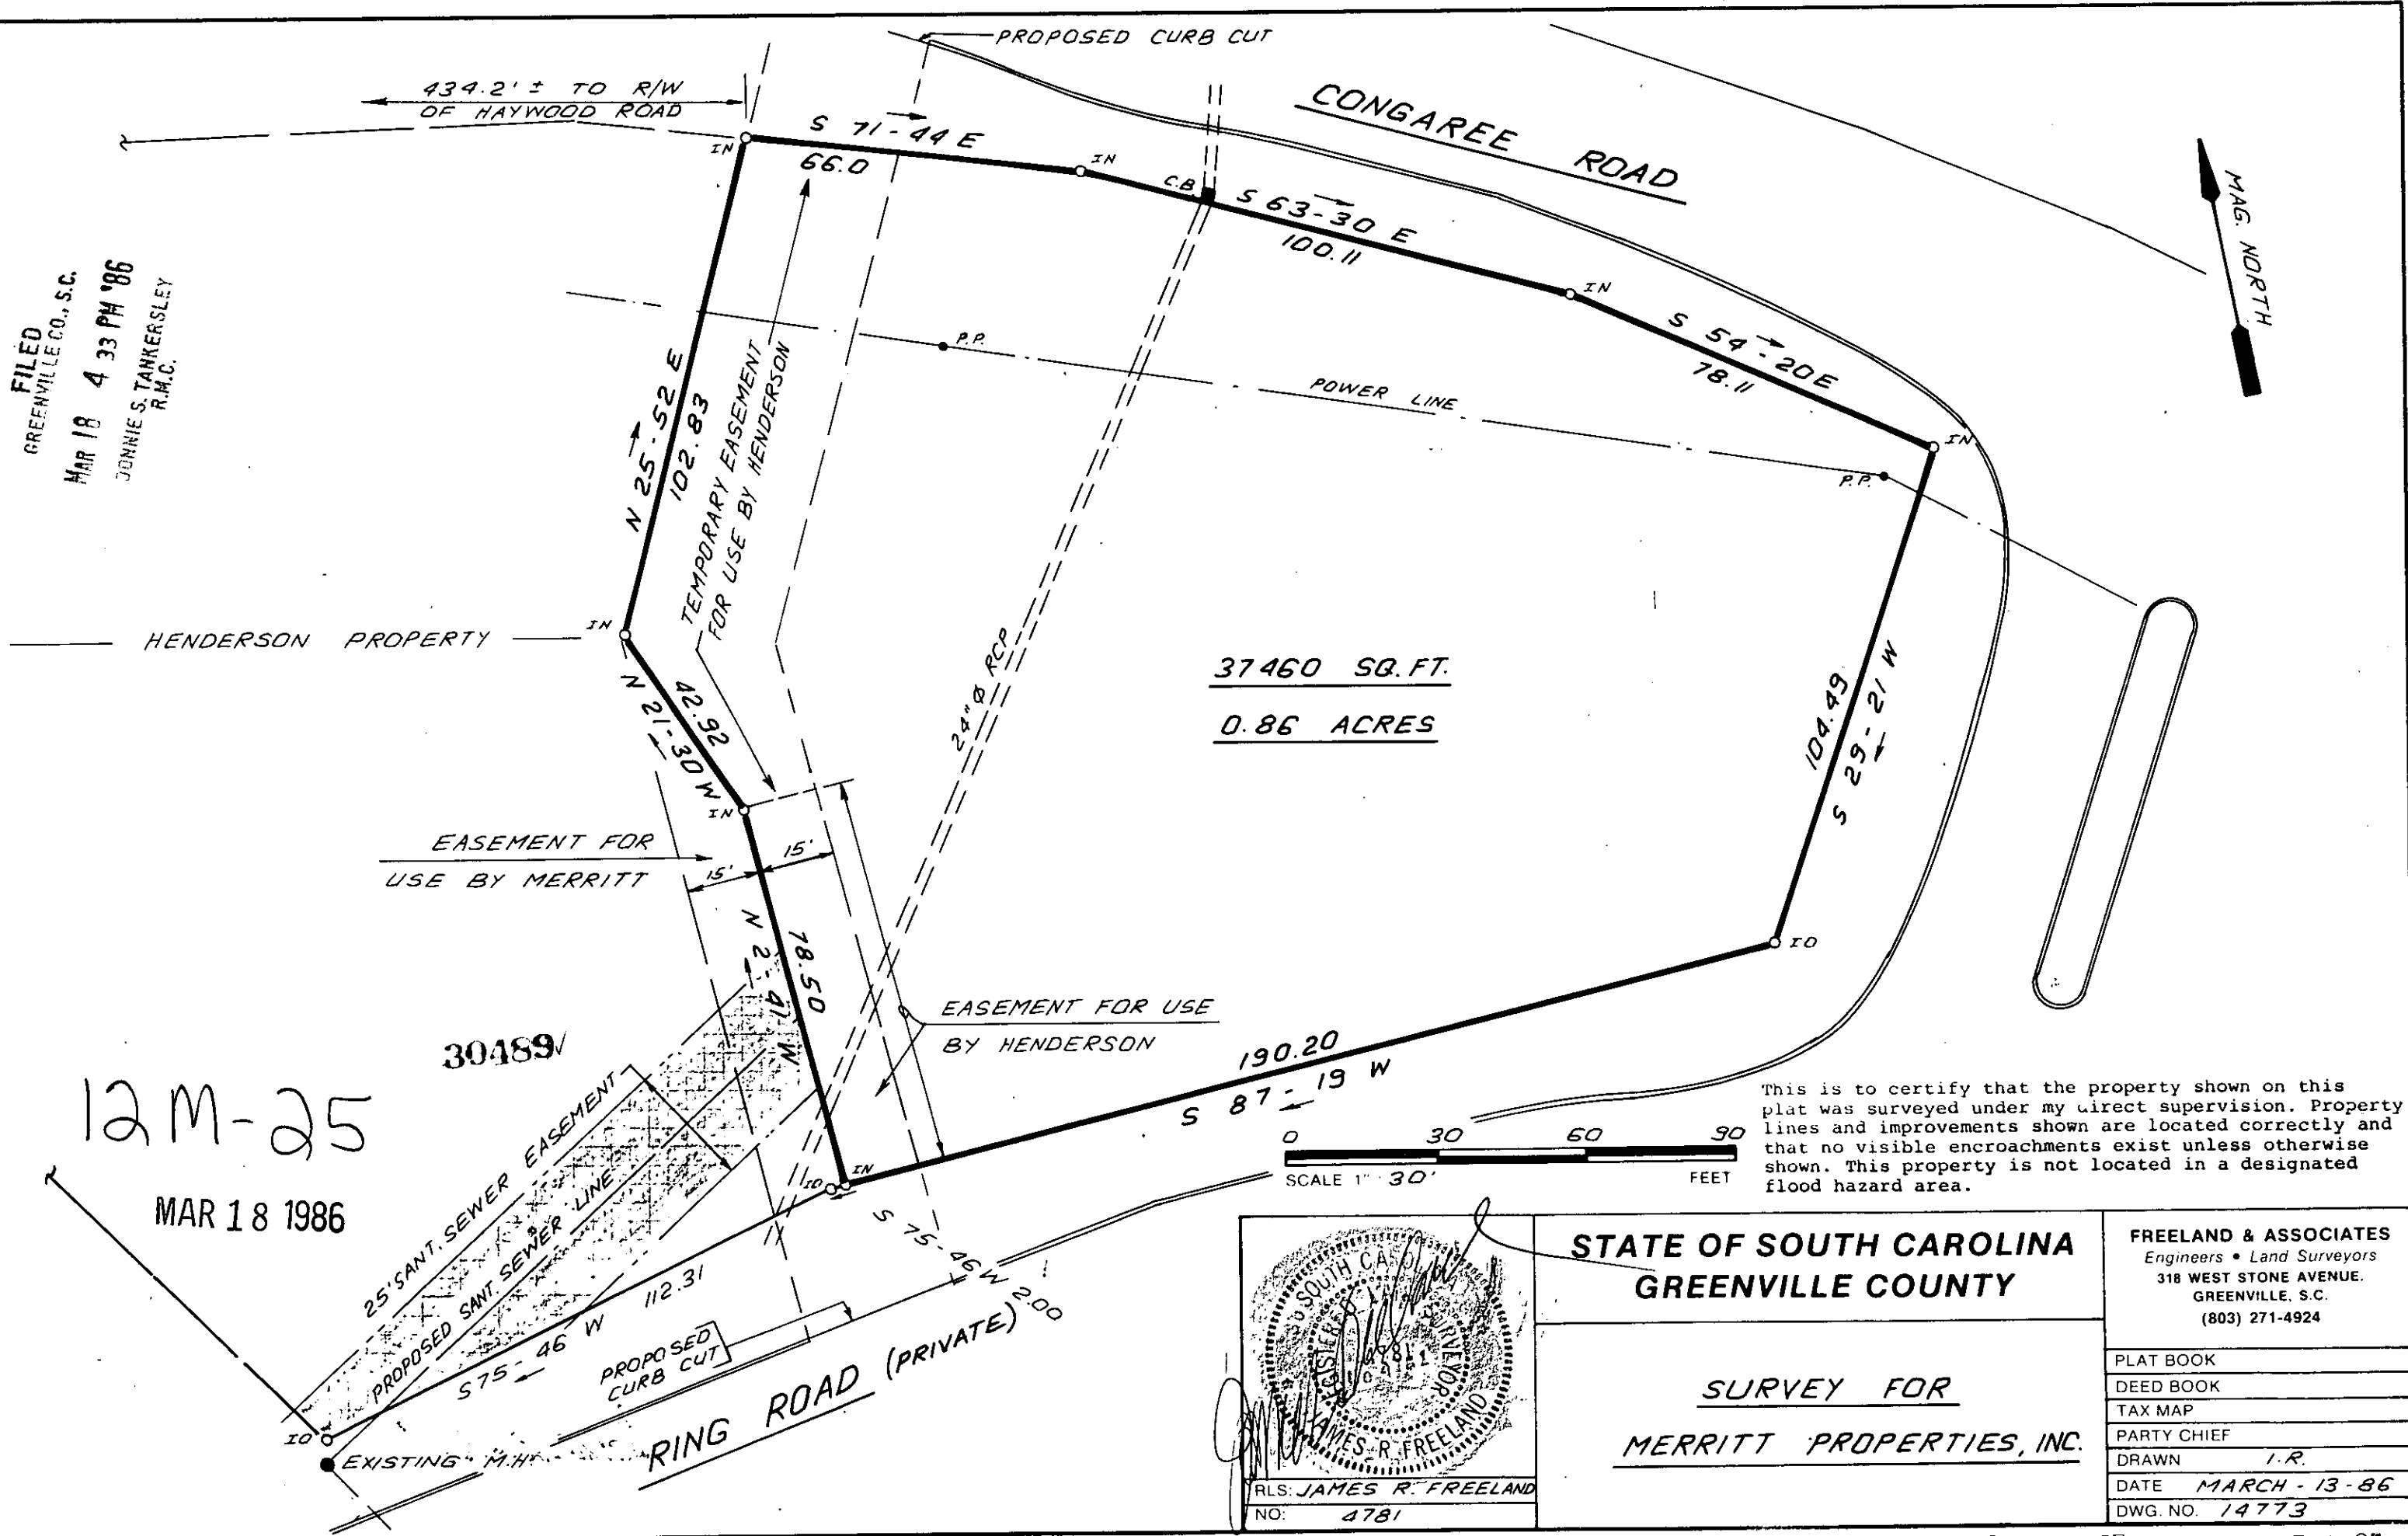 PROPOSED CURB CUT
434.2' ± TO R/W
OF HAYWOOD ROAD
CONGAREE ROAD
MAG. NORTH
S 71-44 E
66.0
IN
IN
C.B.
S 63-30 E
100.11
IN
S 54-20 E
78.11
IN
FILED
GREENVILLE CO., S.C.
MAR 18 4 33 PM '86
DONNIE S. TANKERSLEY
R.M.C.
N 25-52 E
102.83
TEMPORARY EASEMENT
FOR USE BY HENDERSON
P.P.
POWER LINE
P.P.
HENDERSON PROPERTY
IN
N 21-30 W
42.92
24" Ø RCP
37460 SQ. FT.
0.86 ACRES
104.49
S 29-21 W
IN
EASEMENT FOR
USE BY MERRITT
15'
15'
N 2-41 W
78.50
IO
EASEMENT FOR USE
BY HENDERSON
190.20
S 87-19 W
30489
12M-25
MAR 18 1986
25' SANT. SEWER EASEMENT
PROPOSED SANT. SEWER LINE
IO
IN
S 75-46 W 2.00
112.31
S 75-46 W
PROPOSED
CURB CUT
RING ROAD (PRIVATE)
IO
EXISTING M.H.
0 30 60 90
SCALE 1" 30' FEET
This is to certify that the property shown on this
plat was surveyed under my direct supervision. Property
lines and improvements shown are located correctly and
that no visible encroachments exist unless otherwise
shown. This property is not located in a designated
flood hazard area.
SOUTH CAROLINA
REGISTERED LAND SURVEYOR
JAMES R. FREELAND
RLS: JAMES R. FREELAND
NO: 4781
STATE OF SOUTH CAROLINA
GREENVILLE COUNTY
SURVEY FOR
MERRITT PROPERTIES, INC.
FREELAND & ASSOCIATES
Engineers • Land Surveyors
318 WEST STONE AVENUE.
GREENVILLE, S.C.
(803) 271-4924
PLAT BOOK
DEED BOOK
TAX MAP
PARTY CHIEF
DRAWN I.R.
DATE MARCH-13-86
DWG. NO. 14773